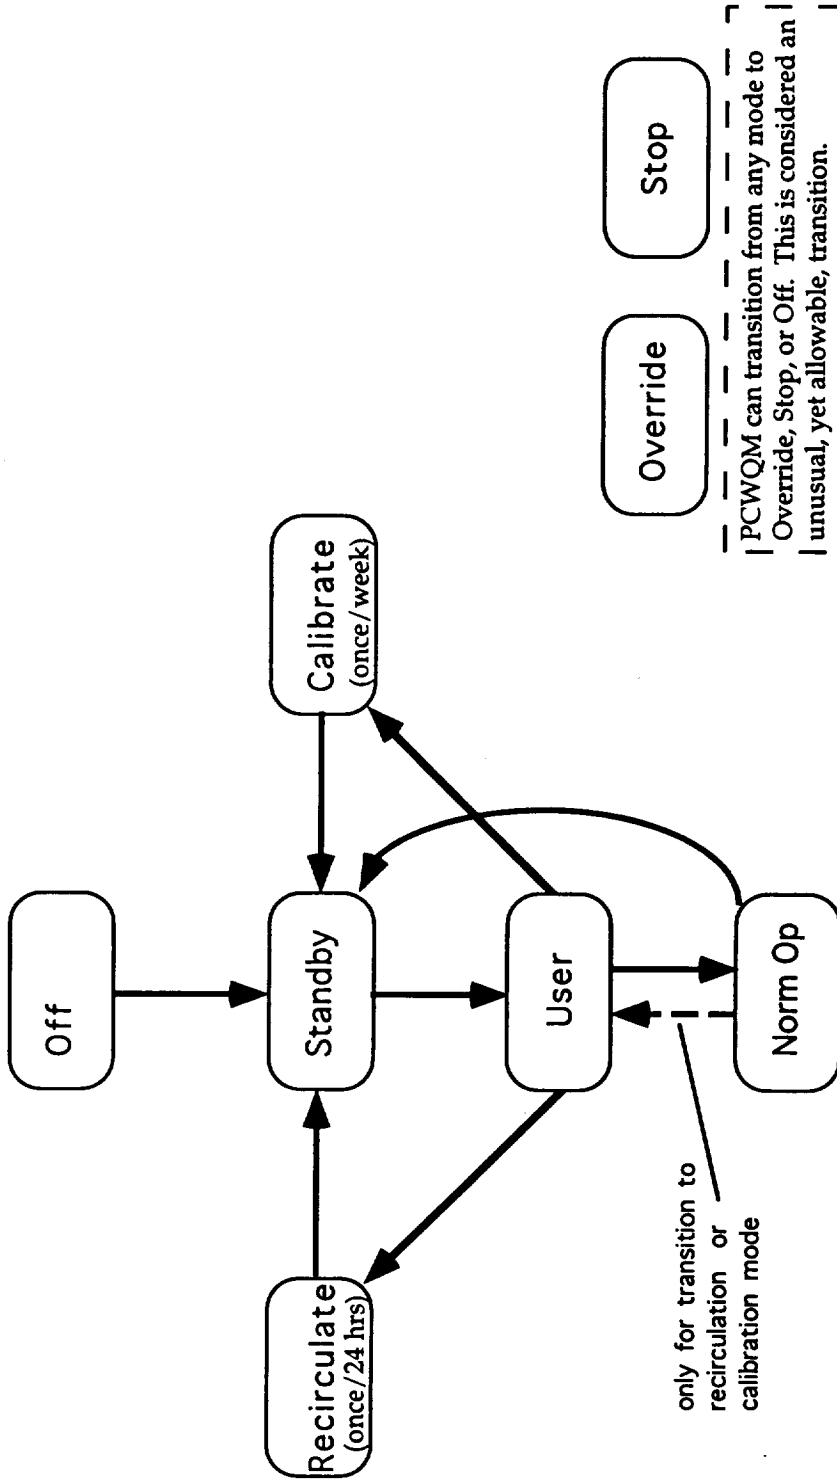 Off
Recirculate
(once/24 hrs)
Standby
Calibrate
(once/week)
User
Norm Op
only for transition to
recirculation or
calibration mode
Override
Stop
PCWQM can transition from any mode to
Override, Stop, or Off. This is considered an
unusual, yet allowable, transition.